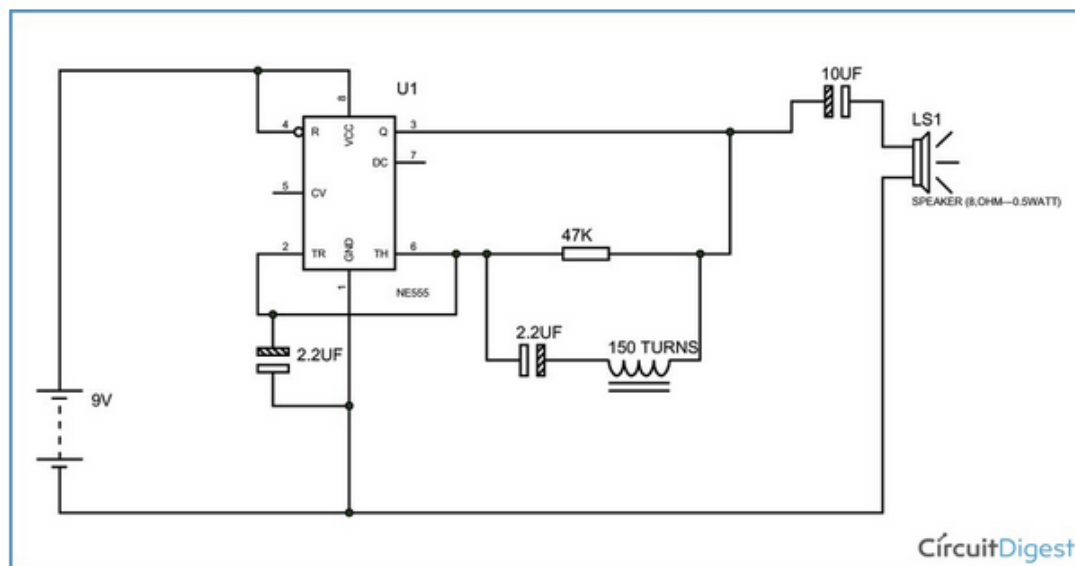 10UF
U1
LS1
8
4
R
VCC
Q
3
DC
7
5
CV
SPEAKER (8,OHM---0.5WATT)
47K
2
TR
GND
TH
6
1
NE555
2.2UF
2.2UF
150 TURNS
9V
CírcuitDigest